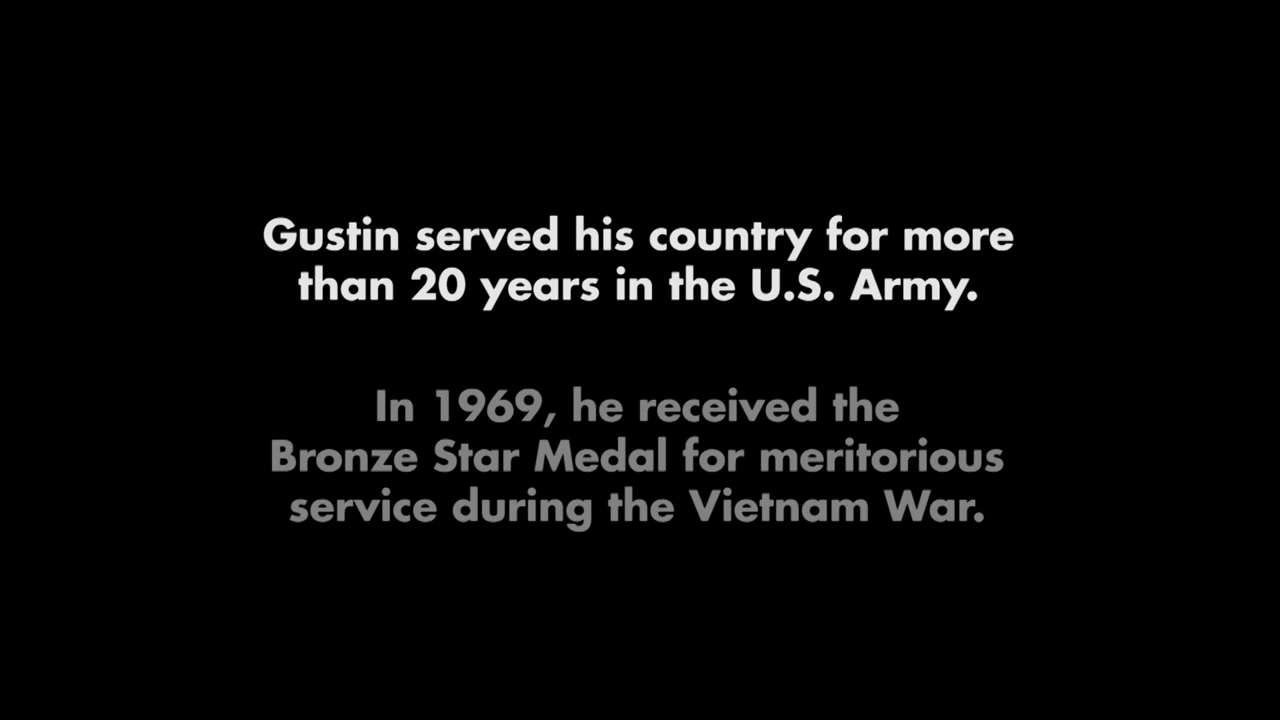 Gustin served his country for more
than 20 years in the U.S. Army.
In 1969, he received the
Bronze Star Medal for meritorious
service during the Vietnam War.